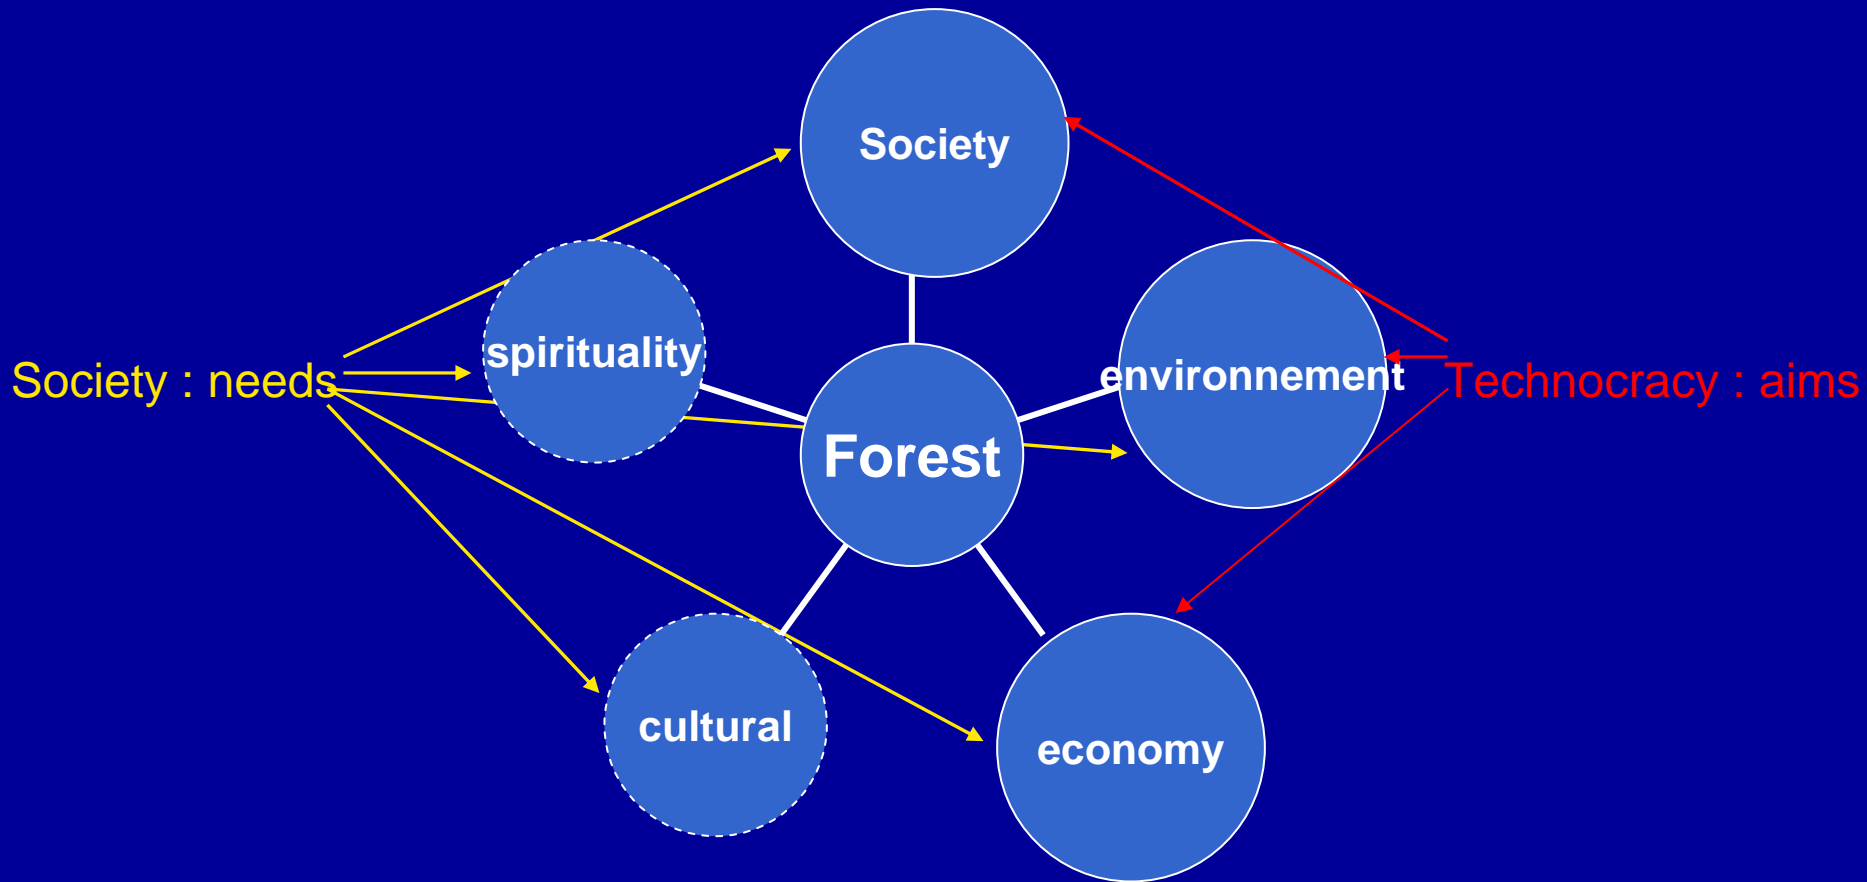 Society
spirituality
environnement
Society : needs
Technocracy : aims
Forest
cultural
economy